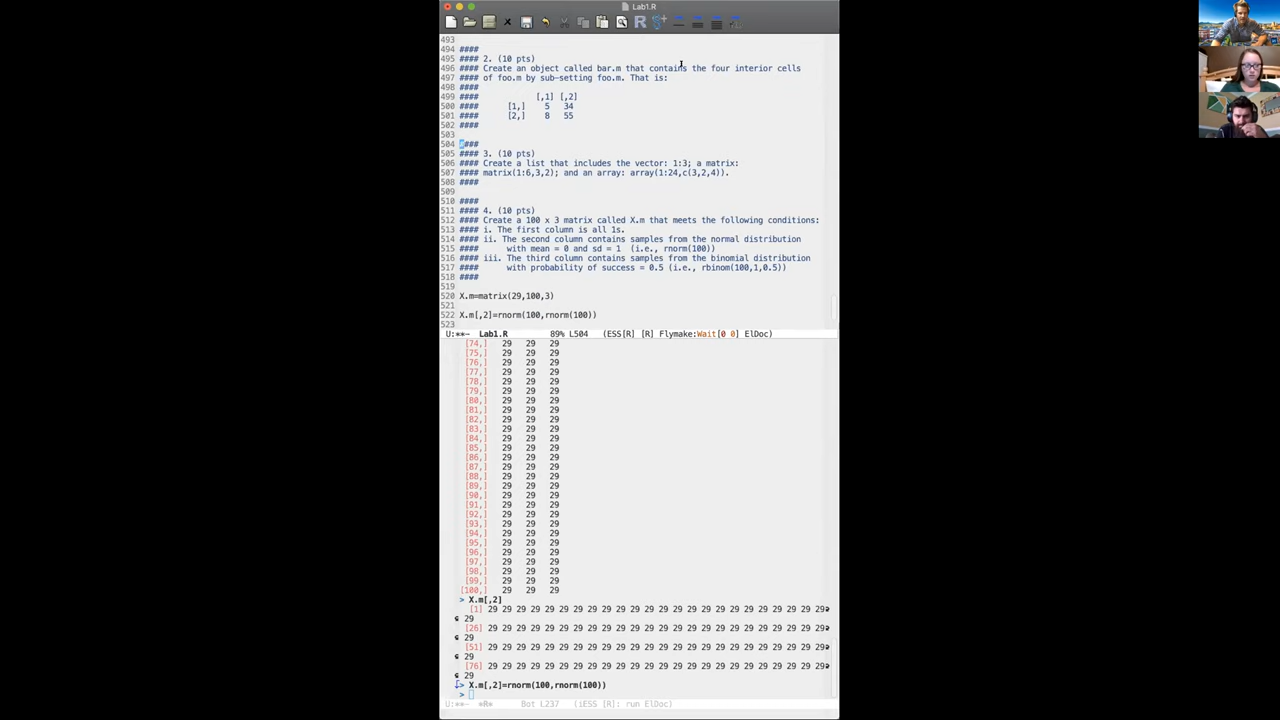 Lab1.R
493
494 ####
495 #### 2. (10 pts)
496 #### Create an object called bar.m that contains the four interior cells
497 #### of foo.m by sub-setting foo.m. That is:
498 ####
499 #### [,1] [,2]
500 #### [1,] 5 34
501 #### [2,] 8 55
502 ####
503
504 ####
505 #### 3. (10 pts)
506 #### Create a list that includes the vector: 1:3; a matrix:
507 #### matrix(1:6,3,2); and an array: array(1:24,c(3,2,4)).
508 ####
509
510 ####
511 #### 4. (10 pts)
512 #### Create a 100 x 3 matrix called X.m that meets the following conditions:
513 #### i. The first column is all 1s.
514 #### ii. The second column contains samples from the normal distribution
515 #### with mean = 0 and sd = 1 (i.e., rnorm(100))
516 #### iii. The third column contains samples from the binomial distribution
517 #### with probability of success = 0.5 (i.e., rbinom(100,1,0.5))
518 ####
519
520 X.m=matrix(29,100,3)
521
522 X.m[,2]=rnorm(100,rnorm(100))
523
U:**- Lab1.R 89% L504 (ESS[R] [R] Flymake:Wait[0 0] ElDoc)
[74,] 29 29 29
[75,] 29 29 29
[76,] 29 29 29
[77,] 29 29 29
[78,] 29 29 29
[79,] 29 29 29
[80,] 29 29 29
[81,] 29 29 29
[82,] 29 29 29
[83,] 29 29 29
[84,] 29 29 29
[85,] 29 29 29
[86,] 29 29 29
[87,] 29 29 29
[88,] 29 29 29
[89,] 29 29 29
[90,] 29 29 29
[91,] 29 29 29
[92,] 29 29 29
[93,] 29 29 29
[94,] 29 29 29
[95,] 29 29 29
[96,] 29 29 29
[97,] 29 29 29
[98,] 29 29 29
[99,] 29 29 29
[100,] 29 29 29
> X.m[,2]
[1] 29 29 29 29 29 29 29 29 29 29 29 29 29 29 29 29 29 29 29 29 29 29 29 29
29
[26] 29 29 29 29 29 29 29 29 29 29 29 29 29 29 29 29 29 29 29 29 29 29 29 29
29
[51] 29 29 29 29 29 29 29 29 29 29 29 29 29 29 29 29 29 29 29 29 29 29 29 29
29
[76] 29 29 29 29 29 29 29 29 29 29 29 29 29 29 29 29 29 29 29 29 29 29 29 29
29
> X.m[,2]=rnorm(100,rnorm(100))
>
U:**- *R* Bot L237 (iESS [R]: run ElDoc)